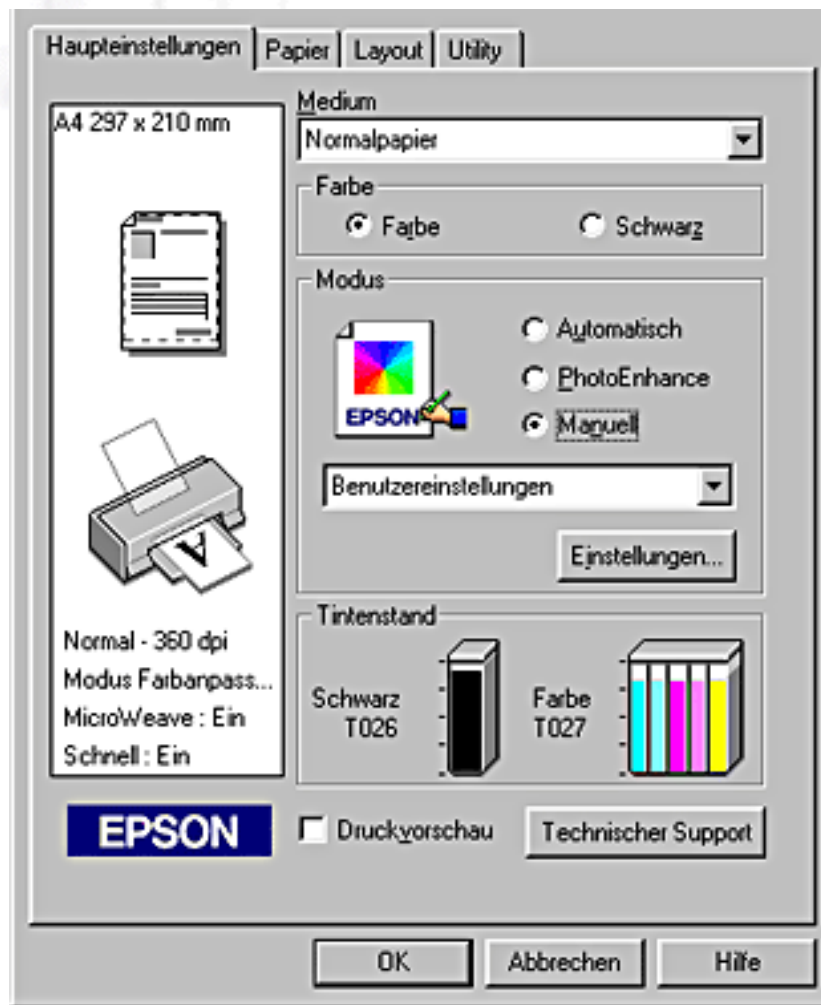 Haupteinstellungen
Papier
Layout
Utility
A4 297 x 210 mm
Normal - 360 dpi
Modus Farbanpass...
MicroWeave : Ein
Schnell : Ein
EPSON
Medium
Normalpapier
Farbe
Farbe
Schwarz
Modus
EPSON
Automatisch
PhotoEnhance
Manuell
Benutzereinstellungen
Einstellungen...
Tintenstand
Schwarz
T026
Farbe
T027
Druckvorschau
Technischer Support
OK
Abbrechen
Hilfe